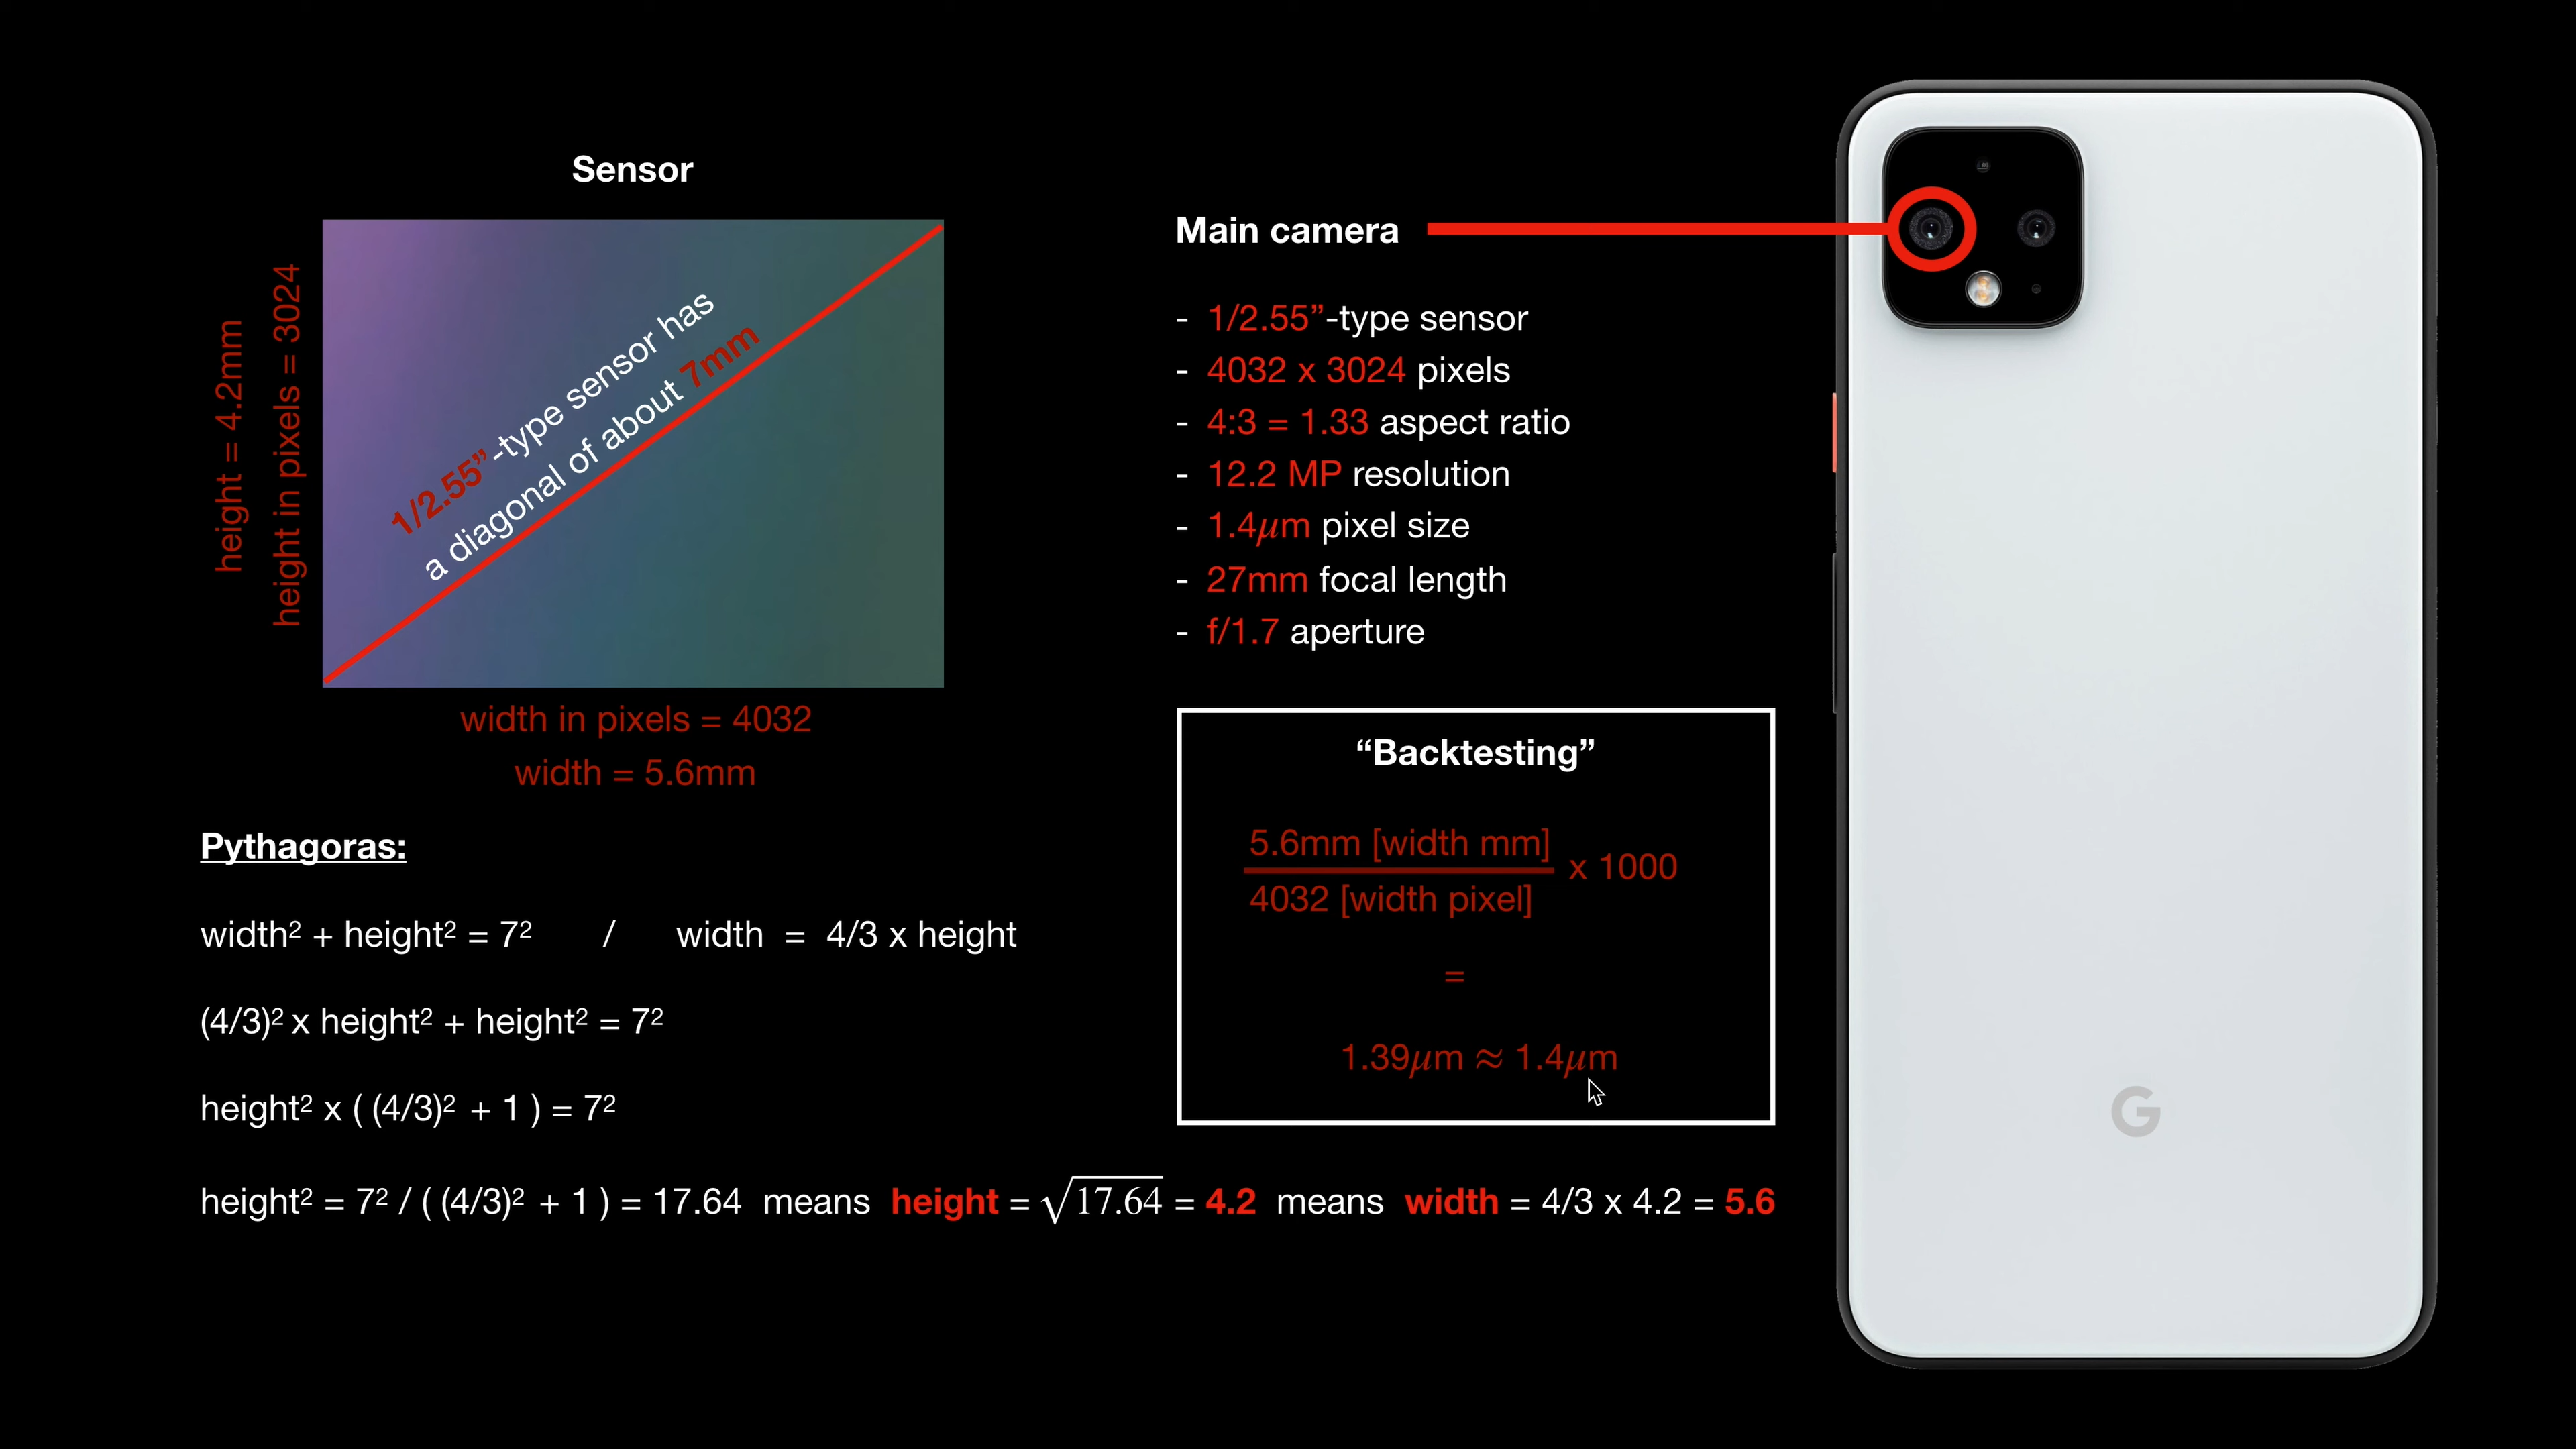 Sensor
height = 4.2mm
height in pixels = 3024
1/2.55”-type sensor has
a diagonal of about 7mm
width in pixels = 4032
width = 5.6mm
Main camera
- 1/2.55”-type sensor
- 4032 x 3024 pixels
- 4:3 = 1.33 aspect ratio
- 12.2 MP resolution
- 1.4μm pixel size
- 27mm focal length
- f/1.7 aperture
“Backtesting”
5.6mm [width mm]
4032 [width pixel]
x 1000
=
1.39μm ≈ 1.4μm
Pythagoras:
width² + height² = 7² / width = 4/3 x height
(4/3)² x height² + height² = 7²
height² x ( (4/3)² + 1 ) = 7²
height² = 7² / ( (4/3)² + 1 ) = 17.64 means height = √17.64 = 4.2 means width = 4/3 x 4.2 = 5.6
G